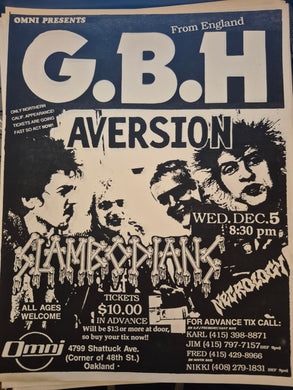 OMNI PRESENTS
From England
G.B.H
ONLY NORTHERN
CALIF. APPEARANCE!
TICKETS ARE GOING
FAST SO ACT NOW!
AVERSION
WED. DEC. 5
8:30 pm
SLAMBODIANS
NECROLOGY
ALL AGES
WELCOME
TICKETS
$10.00
IN ADVANCE
Will be $13 or more at door,
so buy your tix now!!
Omni
4799 Shattuck Ave.
(Corner of 48th St.)
Oakland
FOR ADVANCE TIX CALL:
KARL (415) 398-8871
JIM (415) 797-7157
FRED (415) 429-8966
NIKKI (408) 279-1831